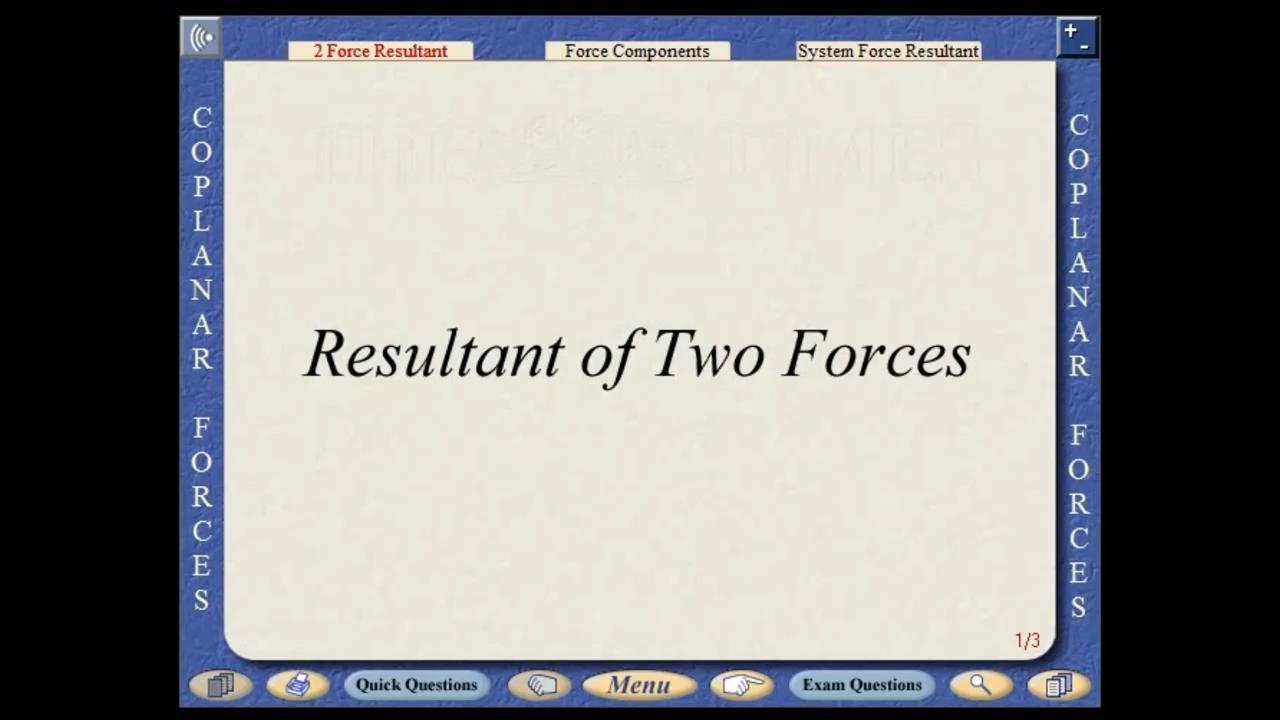 2 Force Resultant
Force Components
System Force Resultant
+
-
COPLANAR FORCES
COPLANAR FORCES
Resultant of Two Forces
1/3
Quick Questions
Menu
Exam Questions